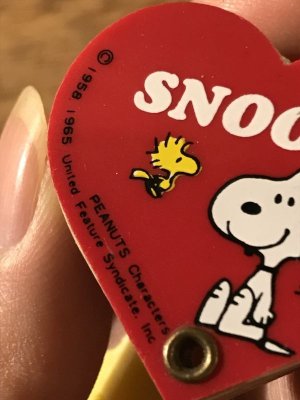 SNOO
© 1958, 1965 United Feature Syndicate, Inc
PEANUTS Characters